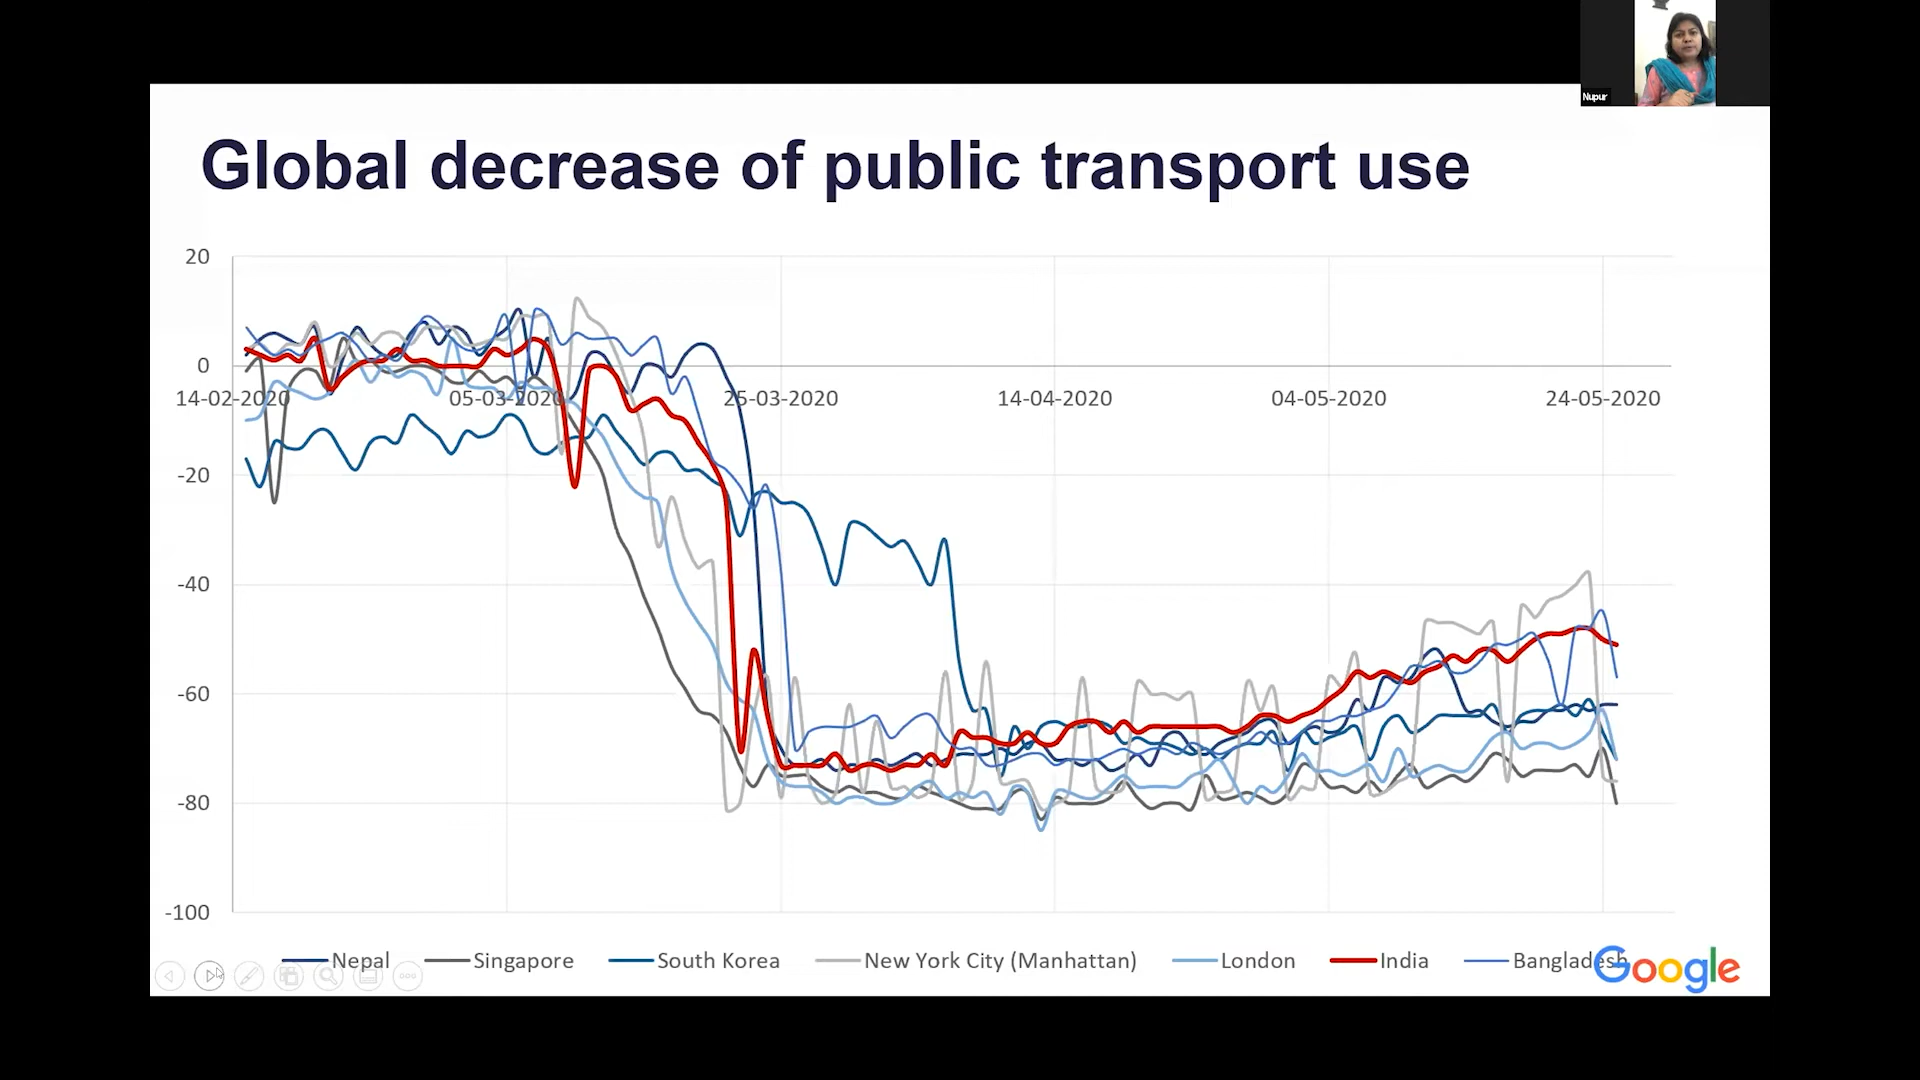 Nupur
Global decrease of public transport use
20
0
-20
-40
-60
-80
-100
14-02-2020 05-03-2020 25-03-2020 14-04-2020 04-05-2020 24-05-2020
Nepal Singapore South Korea New York City (Manhattan) London India Bangladesh
Google